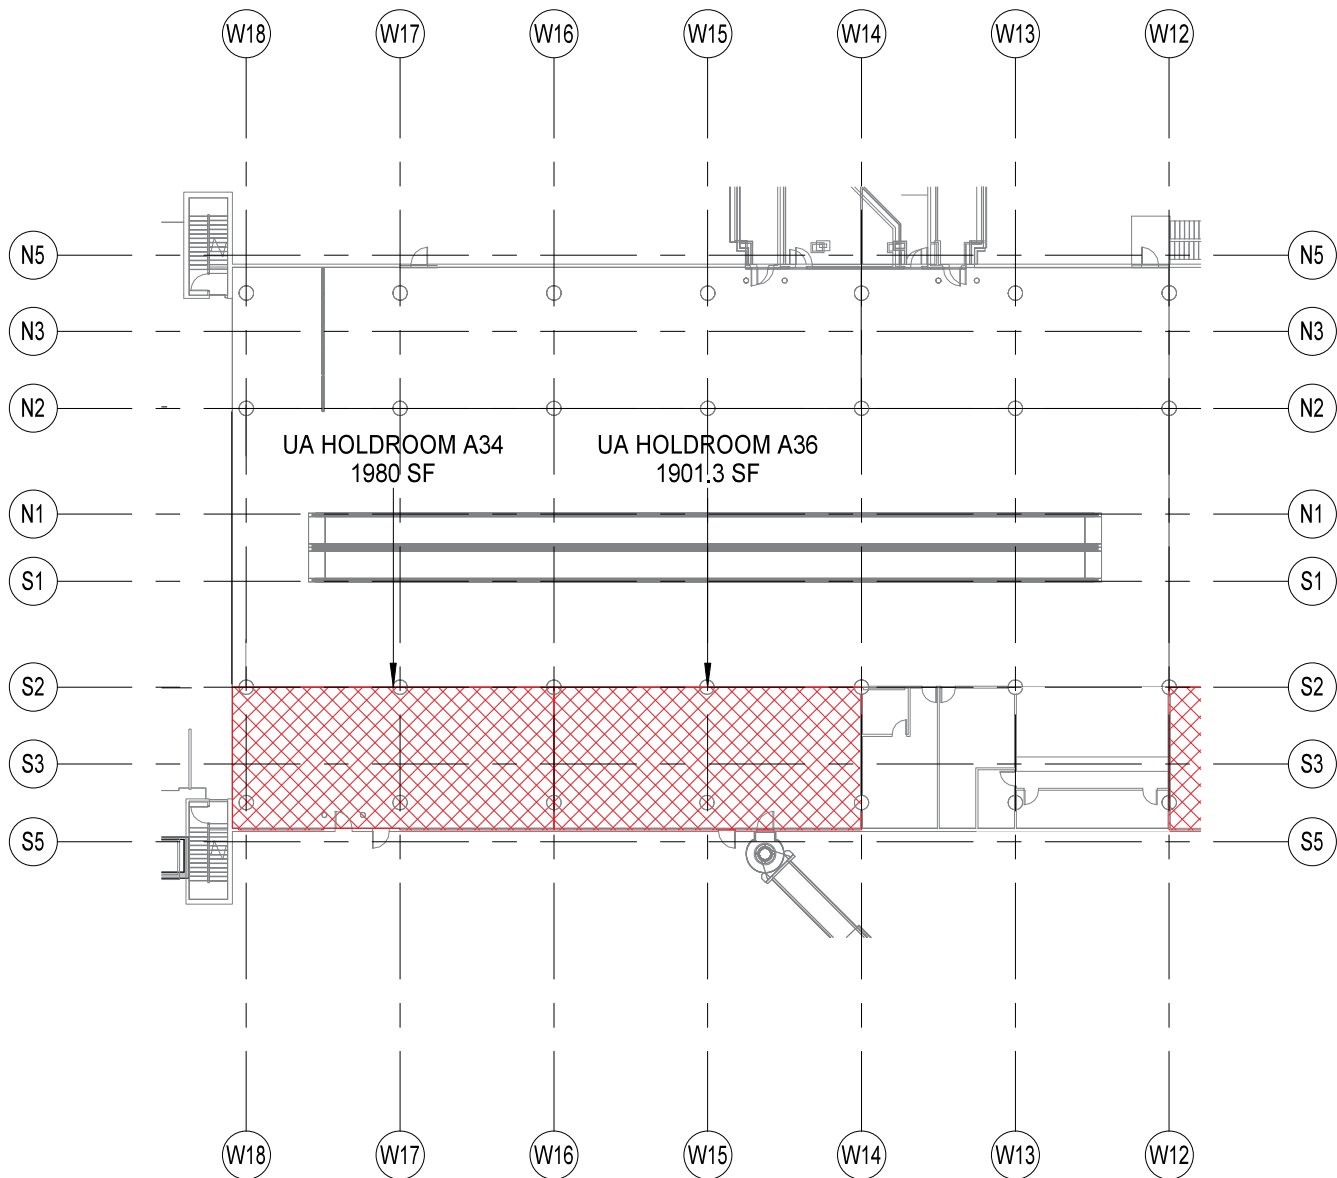 W18 W17 W16 W15 W14 W13 W12
N5 N5
N3 N3
N2 N2
UA HOLDROOM A34
1980 SF
UA HOLDROOM A36
1901.3 SF
N1 N1
S1 S1
S2 S2
S3 S3
S5 S5
W18 W17 W16 W15 W14 W13 W12